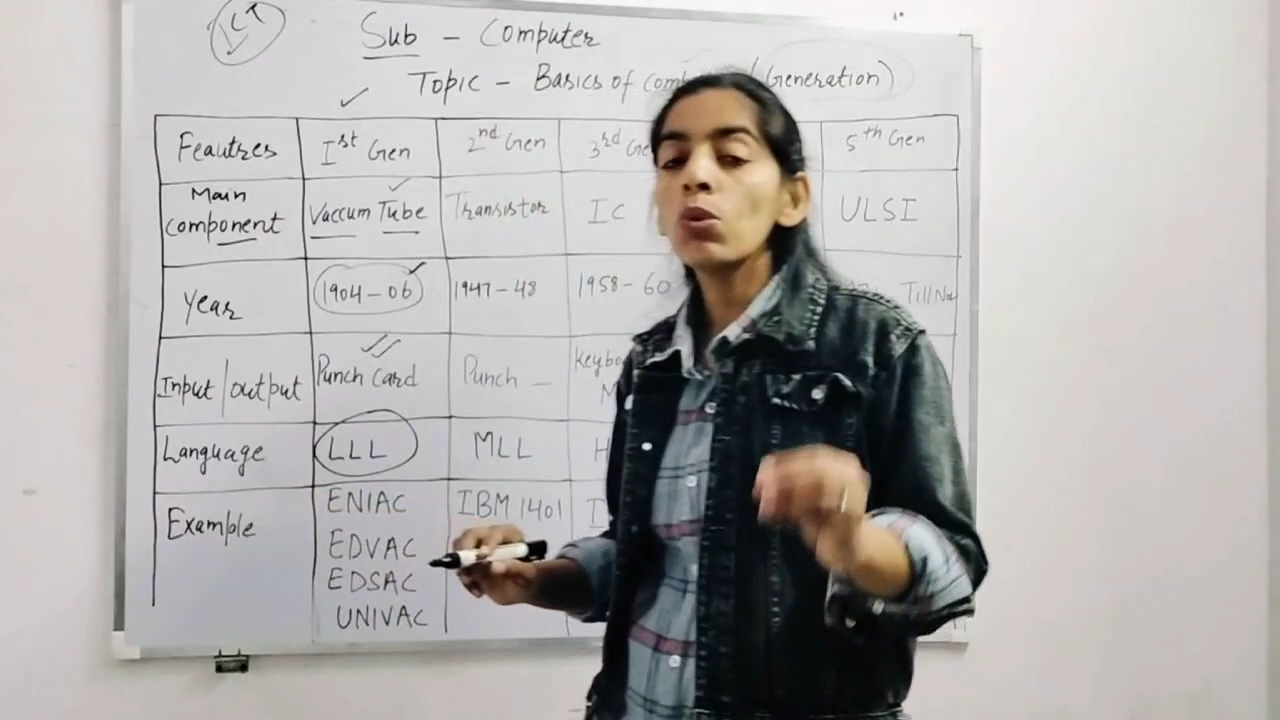 Sub - Computer
Topic - Basics of com (Generation)
Feautres Ist Gen 2nd Gen 3rd Ge 5th Gen
Main component Vaccum Tube Transistor IC ULSI
Year 1904-06 1947-48 1958-60 Till No
Input/output Punch Card Punch — Keybo M
Language LLL MLL H
Example ENIAC IBM 1401 I
EDVAC
EDSAC
UNIVAC